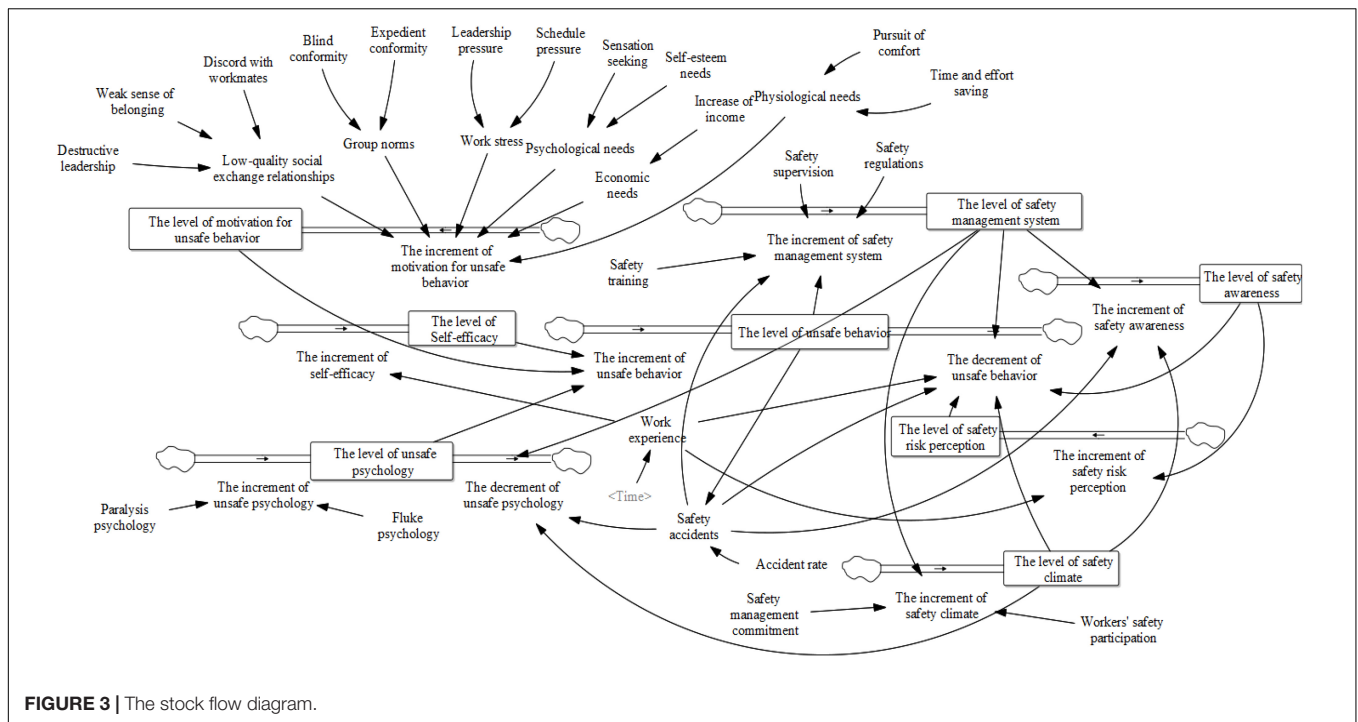 Blind
conformity
Expedient
conformity
Leadership
pressure
Schedule
pressure
Sensation
seeking
Self-esteem
needs
Pursuit of
comfort
Discord with
workmates
Time and effort
saving
Weak sense of
belonging
Increase of
income
Physiological needs
Destructive
leadership
Low-quality social
exchange relationships
Group norms
Work stress
Psychological needs
Economic
needs
Safety
supervision
Safety
regulations
The level of motivation for
unsafe behavior
The level of safety
management system
The increment of
motivation for unsafe
behavior
The increment of safety
management system
Safety
training
The level of safety
awareness
The increment of
safety awareness
The level of
Self-efficacy
The level of unsafe behavior
The increment of
self-efficacy
The increment of
unsafe behavior
The decrement of
unsafe behavior
Work
experience
The level of safety
risk perception
The level of unsafe
psychology
The increment of
safety risk
perception
The increment of
unsafe psychology
The decrement of
unsafe psychology
<Time>
Paralysis
psychology
Fluke
psychology
Safety
accidents
Accident rate
The level of safety
climate
Safety
management
commitment
The increment of
safety climate
Workers' safety
participation
FIGURE 3 | The stock flow diagram.